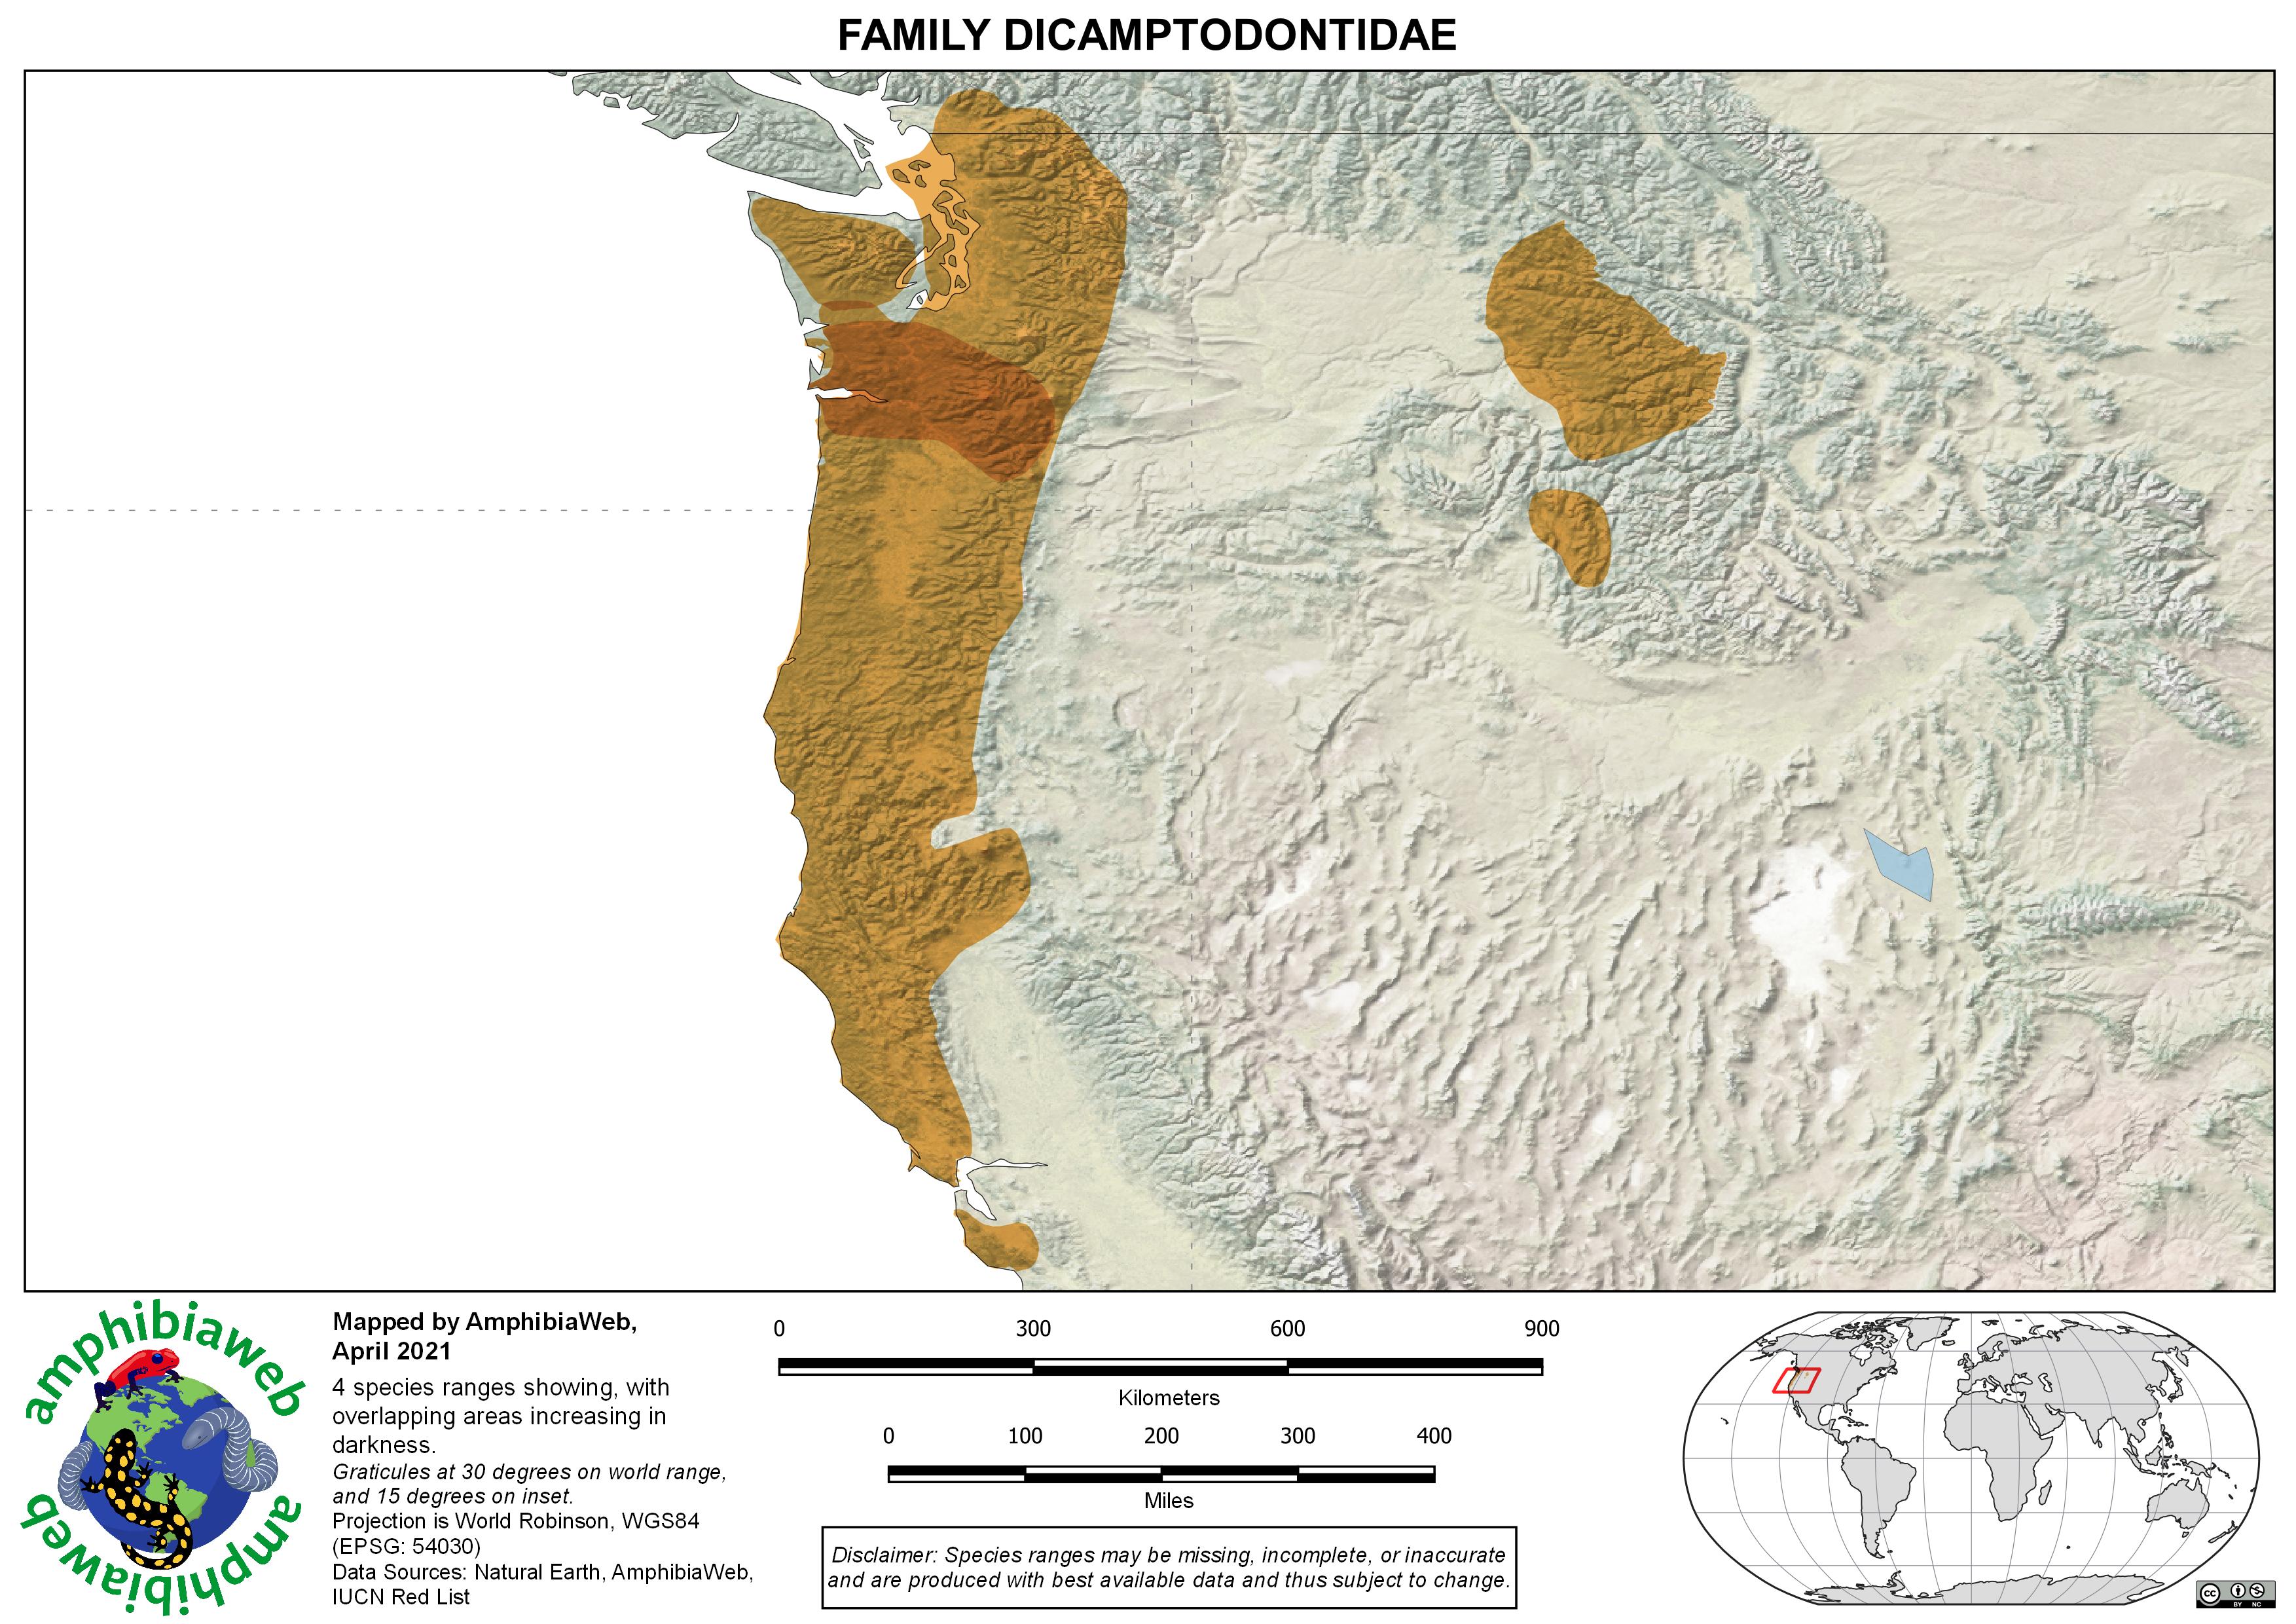 FAMILY DICAMPTODONTIDAE
amphibiaweb
amphibiaweb
Mapped by AmphibiaWeb,
April 2021
4 species ranges showing, with
overlapping areas increasing in
darkness.
Graticules at 30 degrees on world range,
and 15 degrees on inset.
Projection is World Robinson, WGS84
(EPSG: 54030)
Data Sources: Natural Earth, AmphibiaWeb,
IUCN Red List
0 300 600 900
Kilometers
0 100 200 300 400
Miles
Disclaimer: Species ranges may be missing, incomplete, or inaccurate
and are produced with best available data and thus subject to change.
cc
BY NC